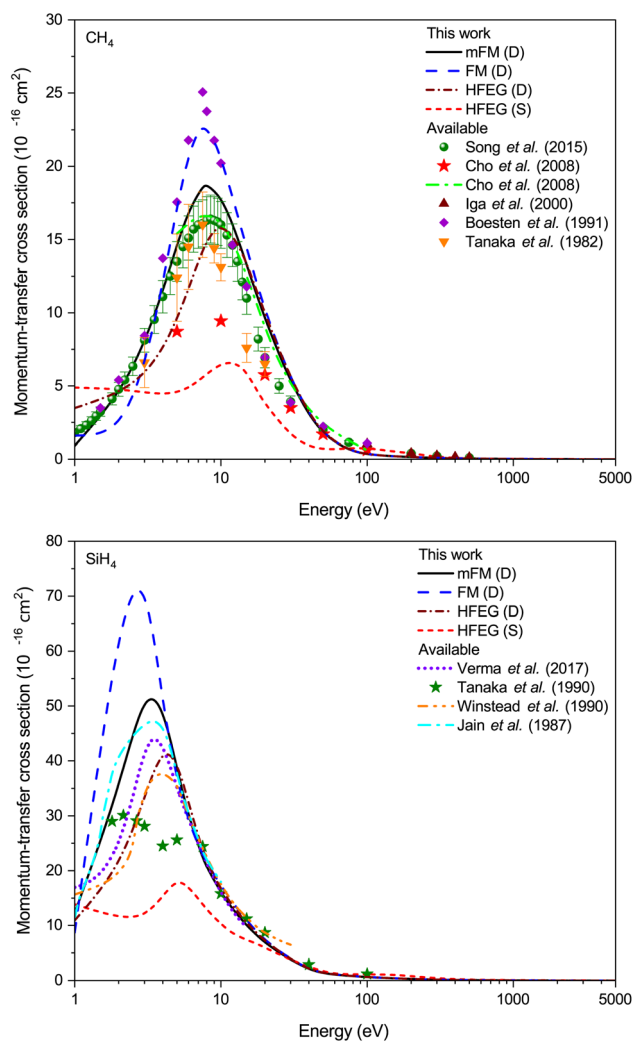 CH4
This work
mFM (D)
FM (D)
HFEG (D)
HFEG (S)
Available
Song et al. (2015)
Cho et al. (2008)
Cho et al. (2008)
Iga et al. (2000)
Boesten et al. (1991)
Tanaka et al. (1982)
Momentum-transfer cross section (10 -16 cm2)
30
25
20
15
10
5
0
1 10 100 1000 5000
Energy (eV)
SiH4
This work
mFM (D)
FM (D)
HFEG (D)
HFEG (S)
Available
Verma et al. (2017)
Tanaka et al. (1990)
Winstead et al. (1990)
Jain et al. (1987)
Momentum-transfer cross section (10 -16 cm2)
80
70
60
50
40
30
20
10
0
1 10 100 1000 5000
Energy (eV)